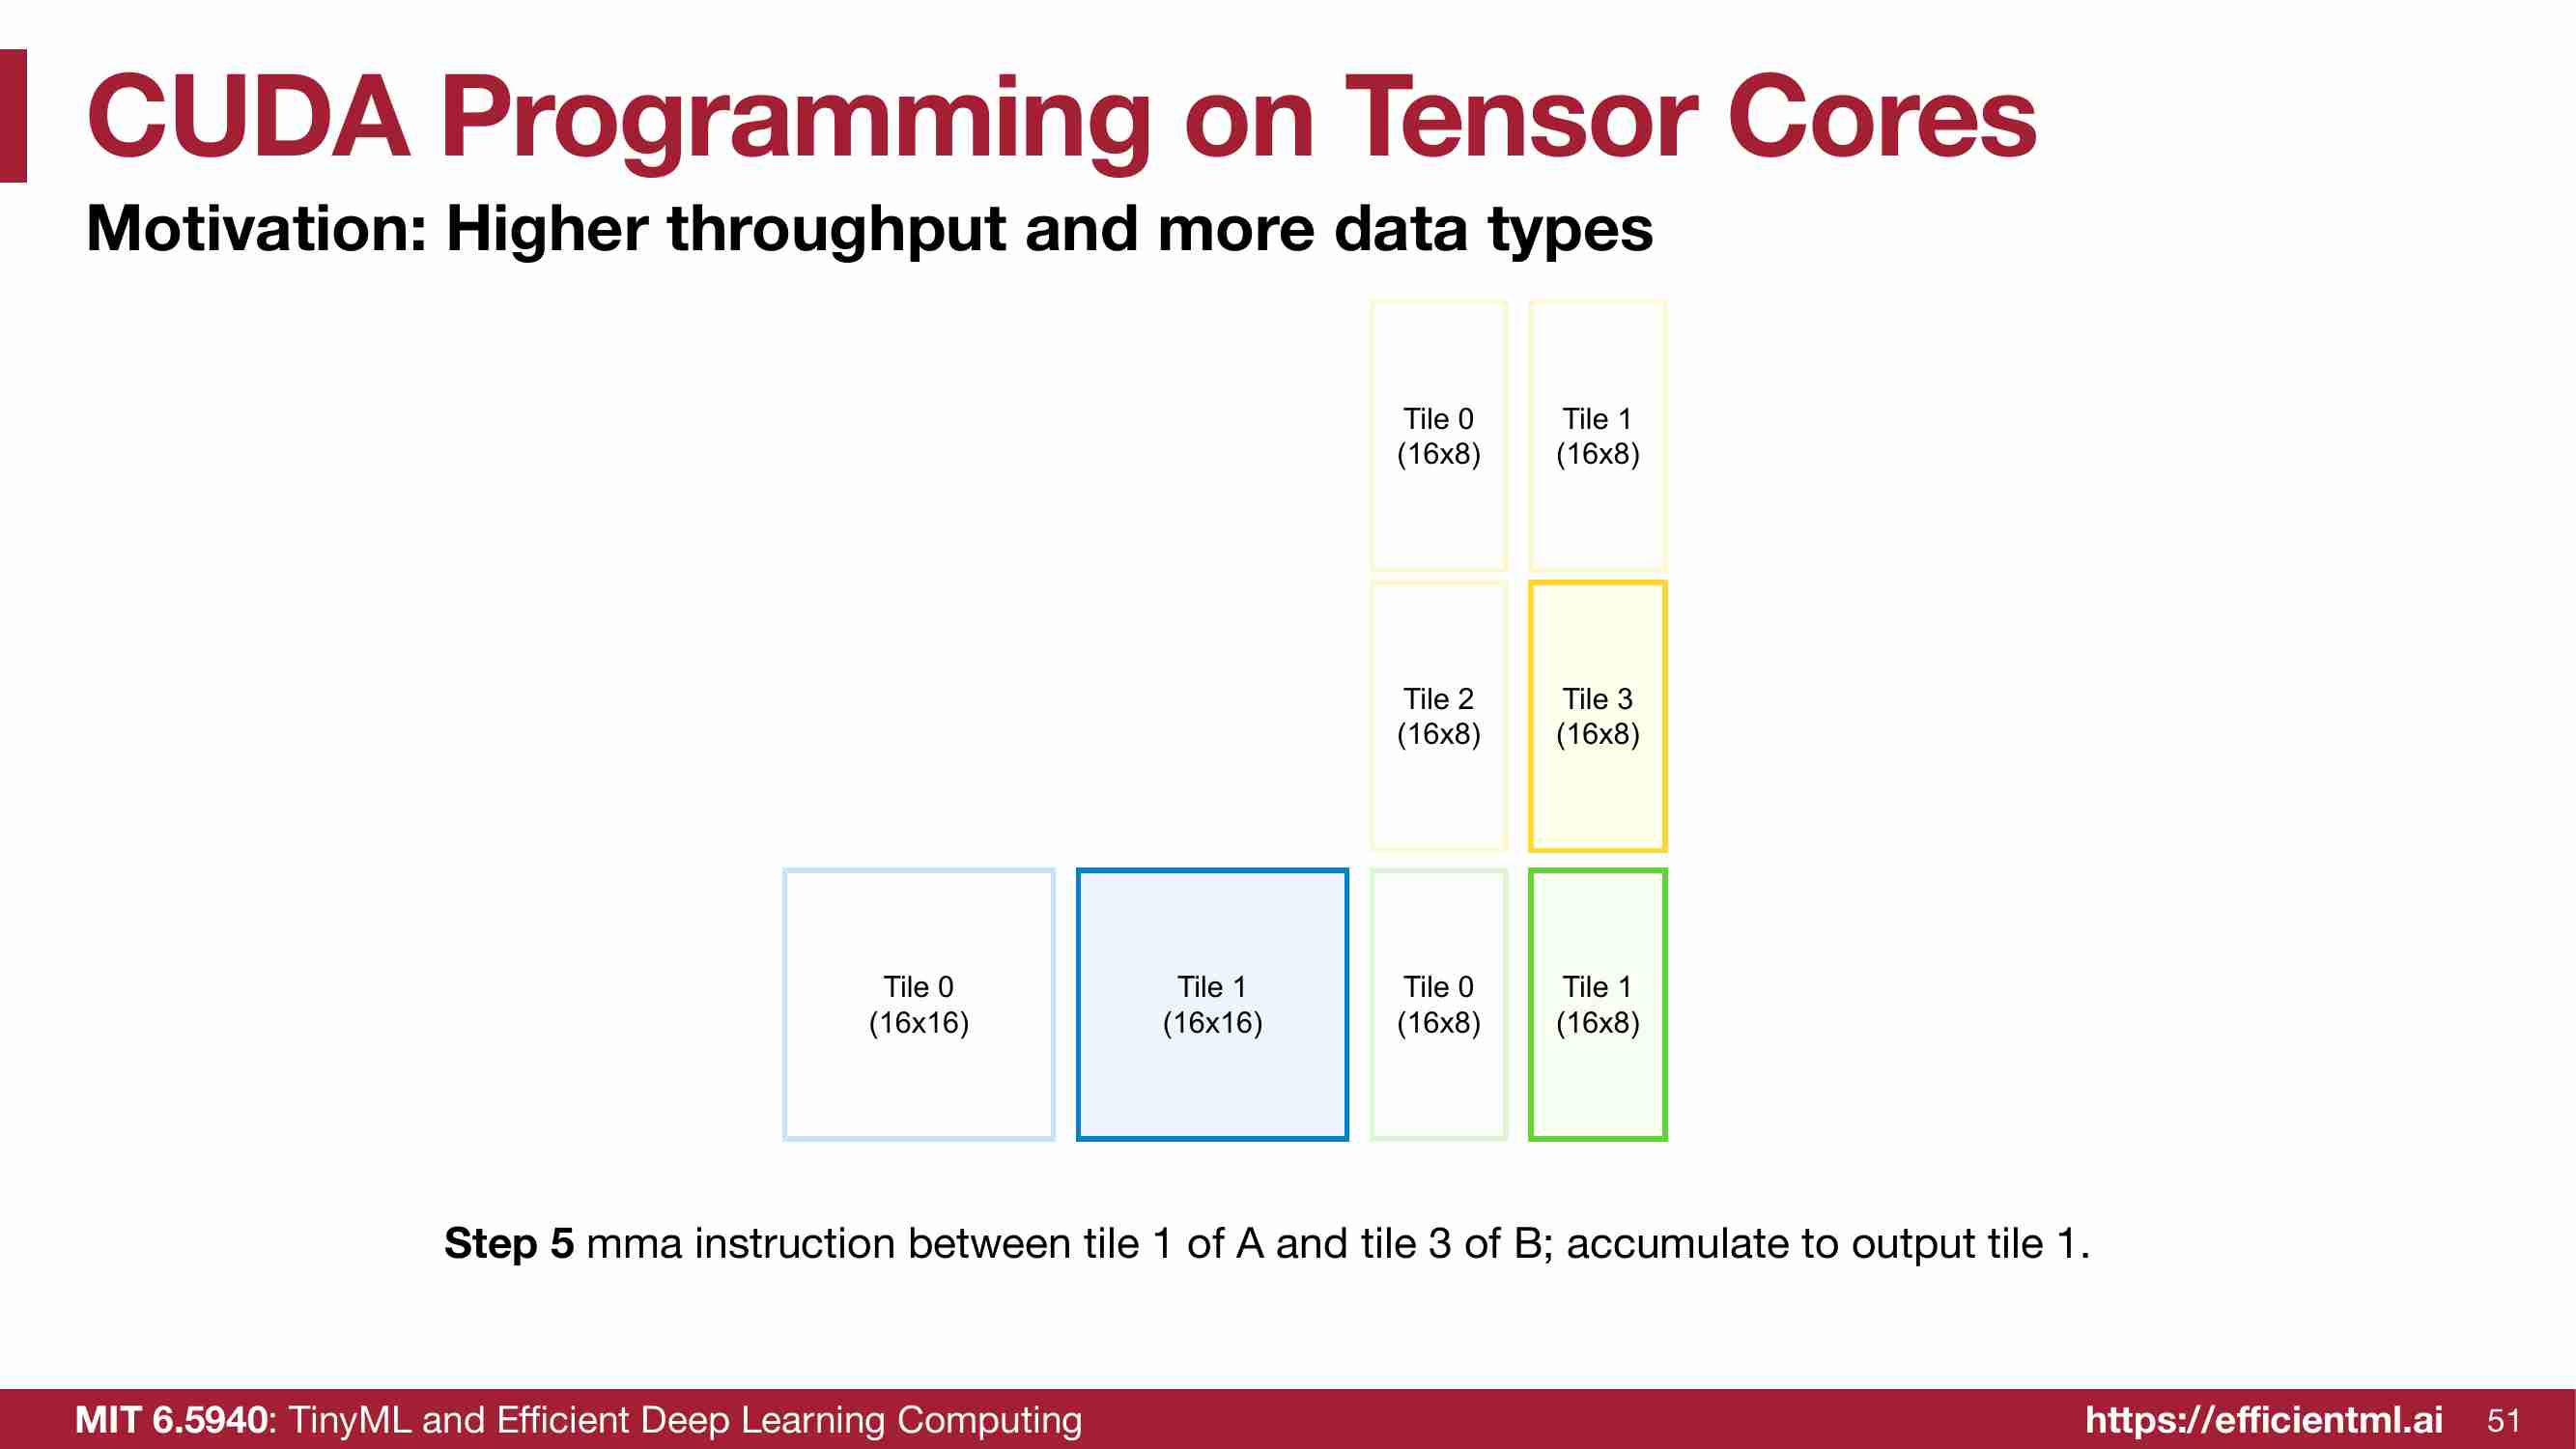 CUDA Programming on Tensor Cores
Motivation: Higher throughput and more data types
Tile 0
(16x8)
Tile 1
(16x8)
Tile 2
(16x8)
Tile 3
(16x8)
Tile 0
(16x16)
Tile 1
(16x16)
Tile 0
(16x8)
Tile 1
(16x8)
Step 5 mma instruction between tile 1 of A and tile 3 of B; accumulate to output tile 1.
MIT 6.5940: TinyML and Efficient Deep Learning Computing
https://efficientml.ai
51